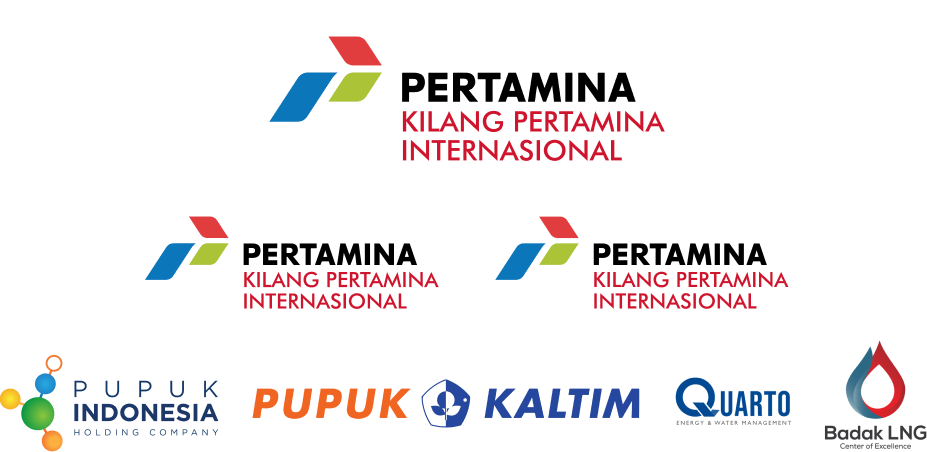 PERTAMINA
KILANG PERTAMINA
INTERNASIONAL
PERTAMINA
KILANG PERTAMINA
INTERNASIONAL
PERTAMINA
KILANG PERTAMINA
INTERNASIONAL
PUPUK
INDONESIA
HOLDING COMPANY
PUPUK KALTIM
QUARTO
ENERGY & WATER MANAGEMENT
Badak LNG
Center of Excellence